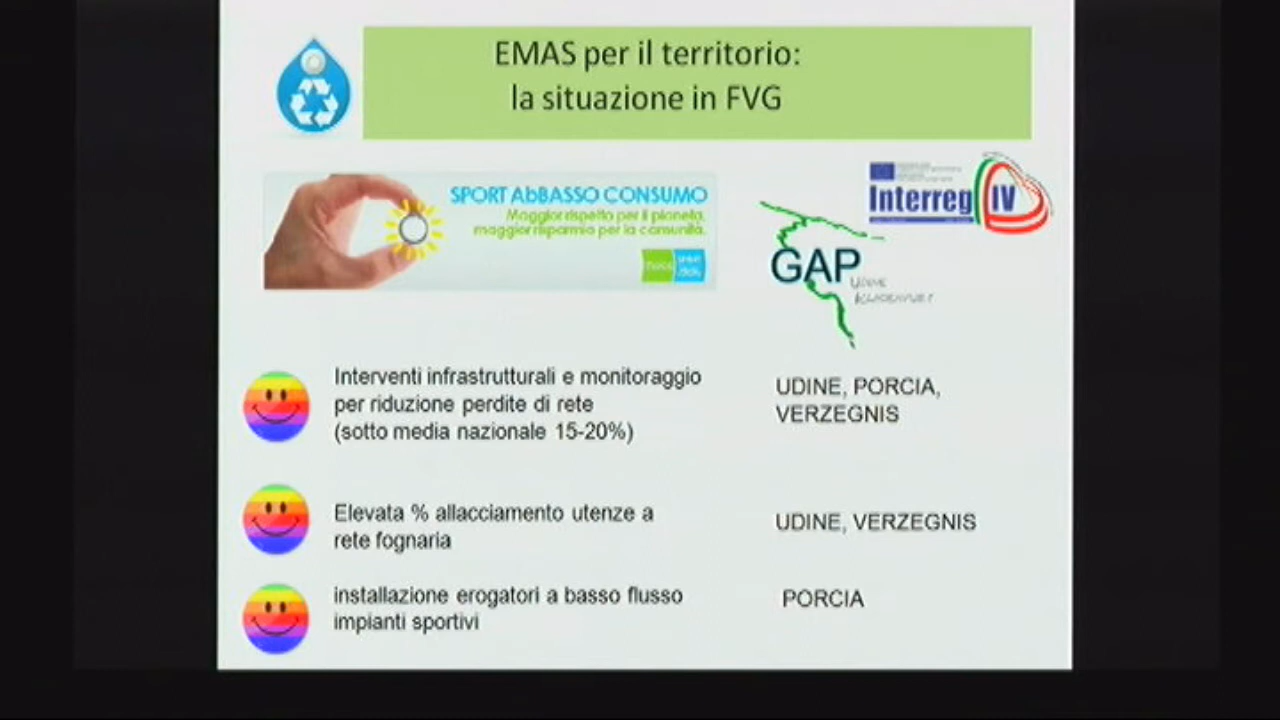 EMAS per il territorio:
la situazione in FVG
SPORT AbBASSO CONSUMO
Maggior rispetto per il pianeta,
maggior risparmio per la comunità.
Interreg IV
GAP
UDINE
Interventi infrastrutturali e monitoraggio
per riduzione perdite di rete
(sotto media nazionale 15-20%)
UDINE, PORCIA,
VERZEGNIS
Elevata % allacciamento utenze a
rete fognaria
UDINE, VERZEGNIS
installazione erogatori a basso flusso
impianti sportivi
PORCIA